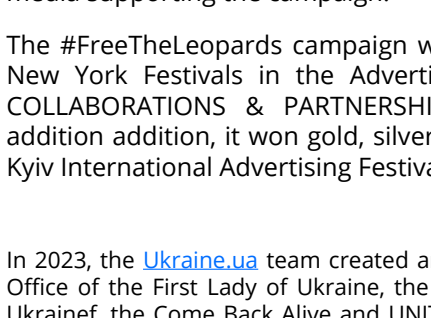 media supporting the campaign.
The #FreeTheLeopards campaign w
New York Festivals in the Adverti
COLLABORATIONS & PARTNERSHI
addition addition, it won gold, silver
Kyiv International Advertising Festiva
In 2023, the Ukraine.ua team created a
Office of the First Lady of Ukraine, the
Ukrainef, the Come Back Alive and UNIT